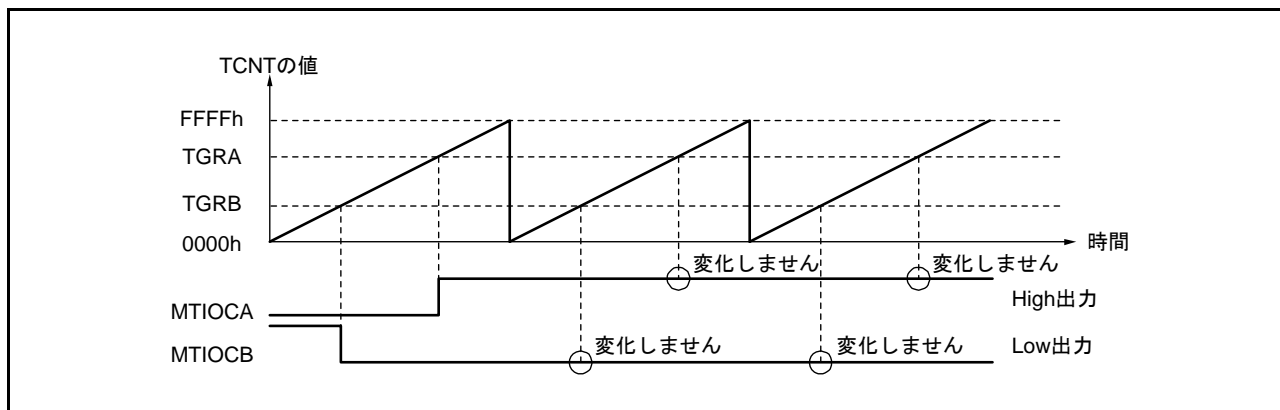 TCNTの値
FFFFh
TGRA
TGRB
0000h
時間
変化しません 変化しません
MTIOCA
High出力
変化しません 変化しません
MTIOCB
Low出力